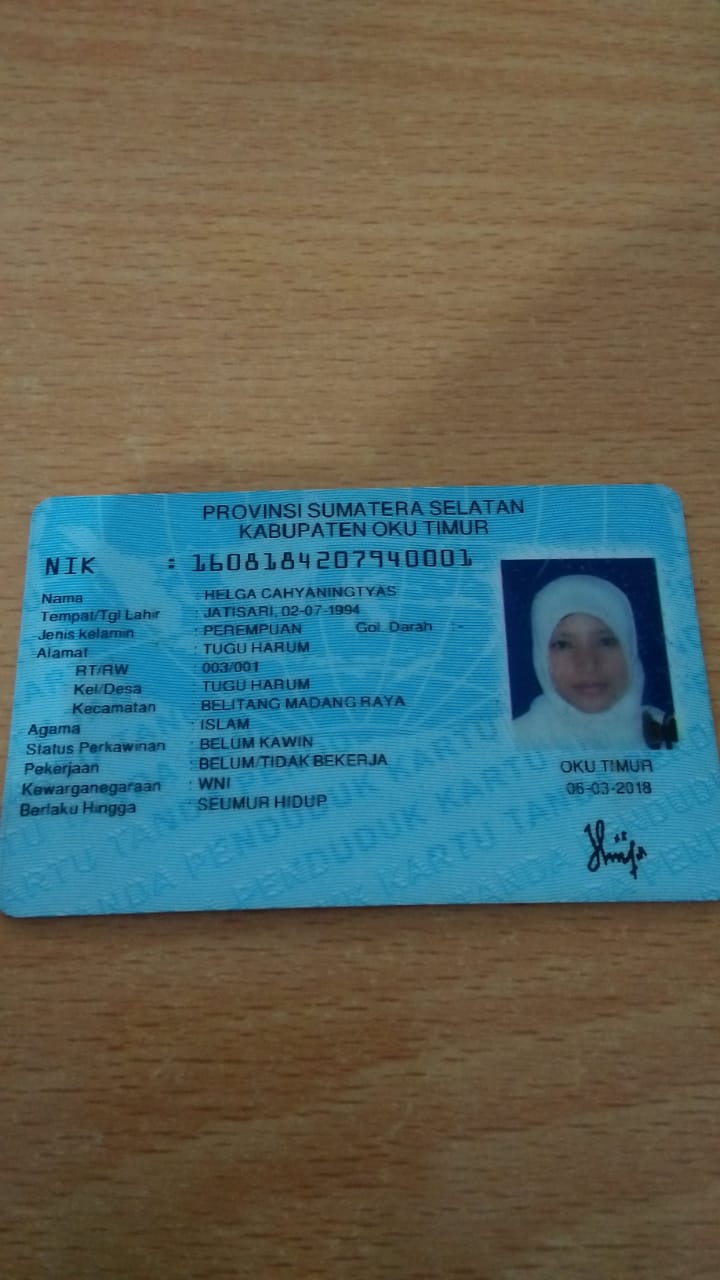 PROVINSI SUMATERA SELATAN
KABUPATEN OKU TIMUR
NIK : 1608184207940001
Nama : HELGA CAHYANINGTYAS
Tempat/Tgl Lahir : JATISARI, 02-07-1994
Jenis kelamin : PEREMPUAN Gol. Darah : -
Alamat : TUGU HARUM
RT/RW : 003/001
Kel/Desa : TUGU HARUM
Kecamatan : BELITANG MADANG RAYA
Agama : ISLAM
Status Perkawinan : BELUM KAWIN
Pekerjaan : BELUM/TIDAK BEKERJA
Kewarganegaraan : WNI
Berlaku Hingga : SEUMUR HIDUP
OKU TIMUR
06-03-2018